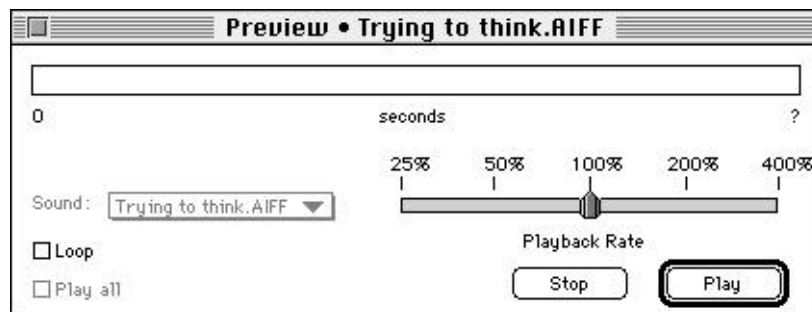 Preview • Trying to think.AIFF
0 seconds ?
25% 50% 100% 200% 400%
Sound: Trying to think.AIFF
Playback Rate
Loop
Stop Play
Play all